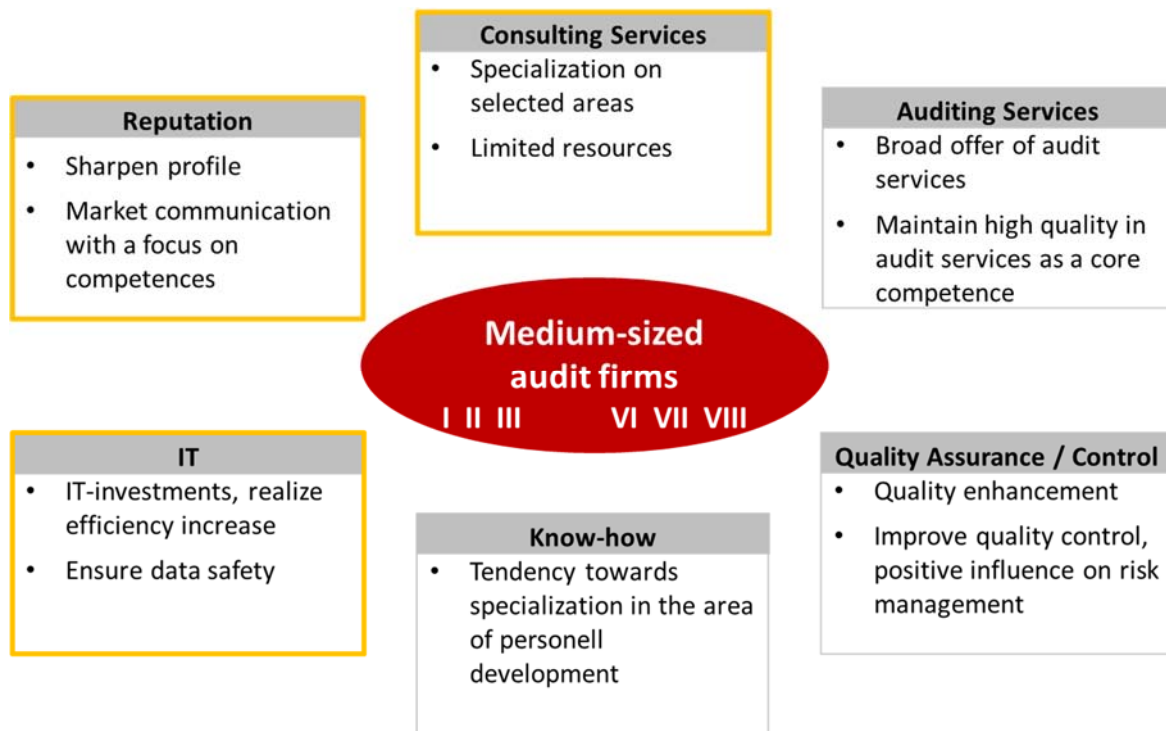 Consulting Services
• Specialization on
selected areas
• Limited resources
Reputation
• Sharpen profile
• Market communication
with a focus on
competences
Auditing Services
• Broad offer of audit
services
• Maintain high quality in
audit services as a core
competence
Medium-sized
audit firms
I II III VI VII VIII
IT
• IT-investments, realize
efficiency increase
• Ensure data safety
Know-how
• Tendency towards
specialization in the area
of personell
development
Quality Assurance / Control
• Quality enhancement
• Improve quality control,
positive influence on risk
management